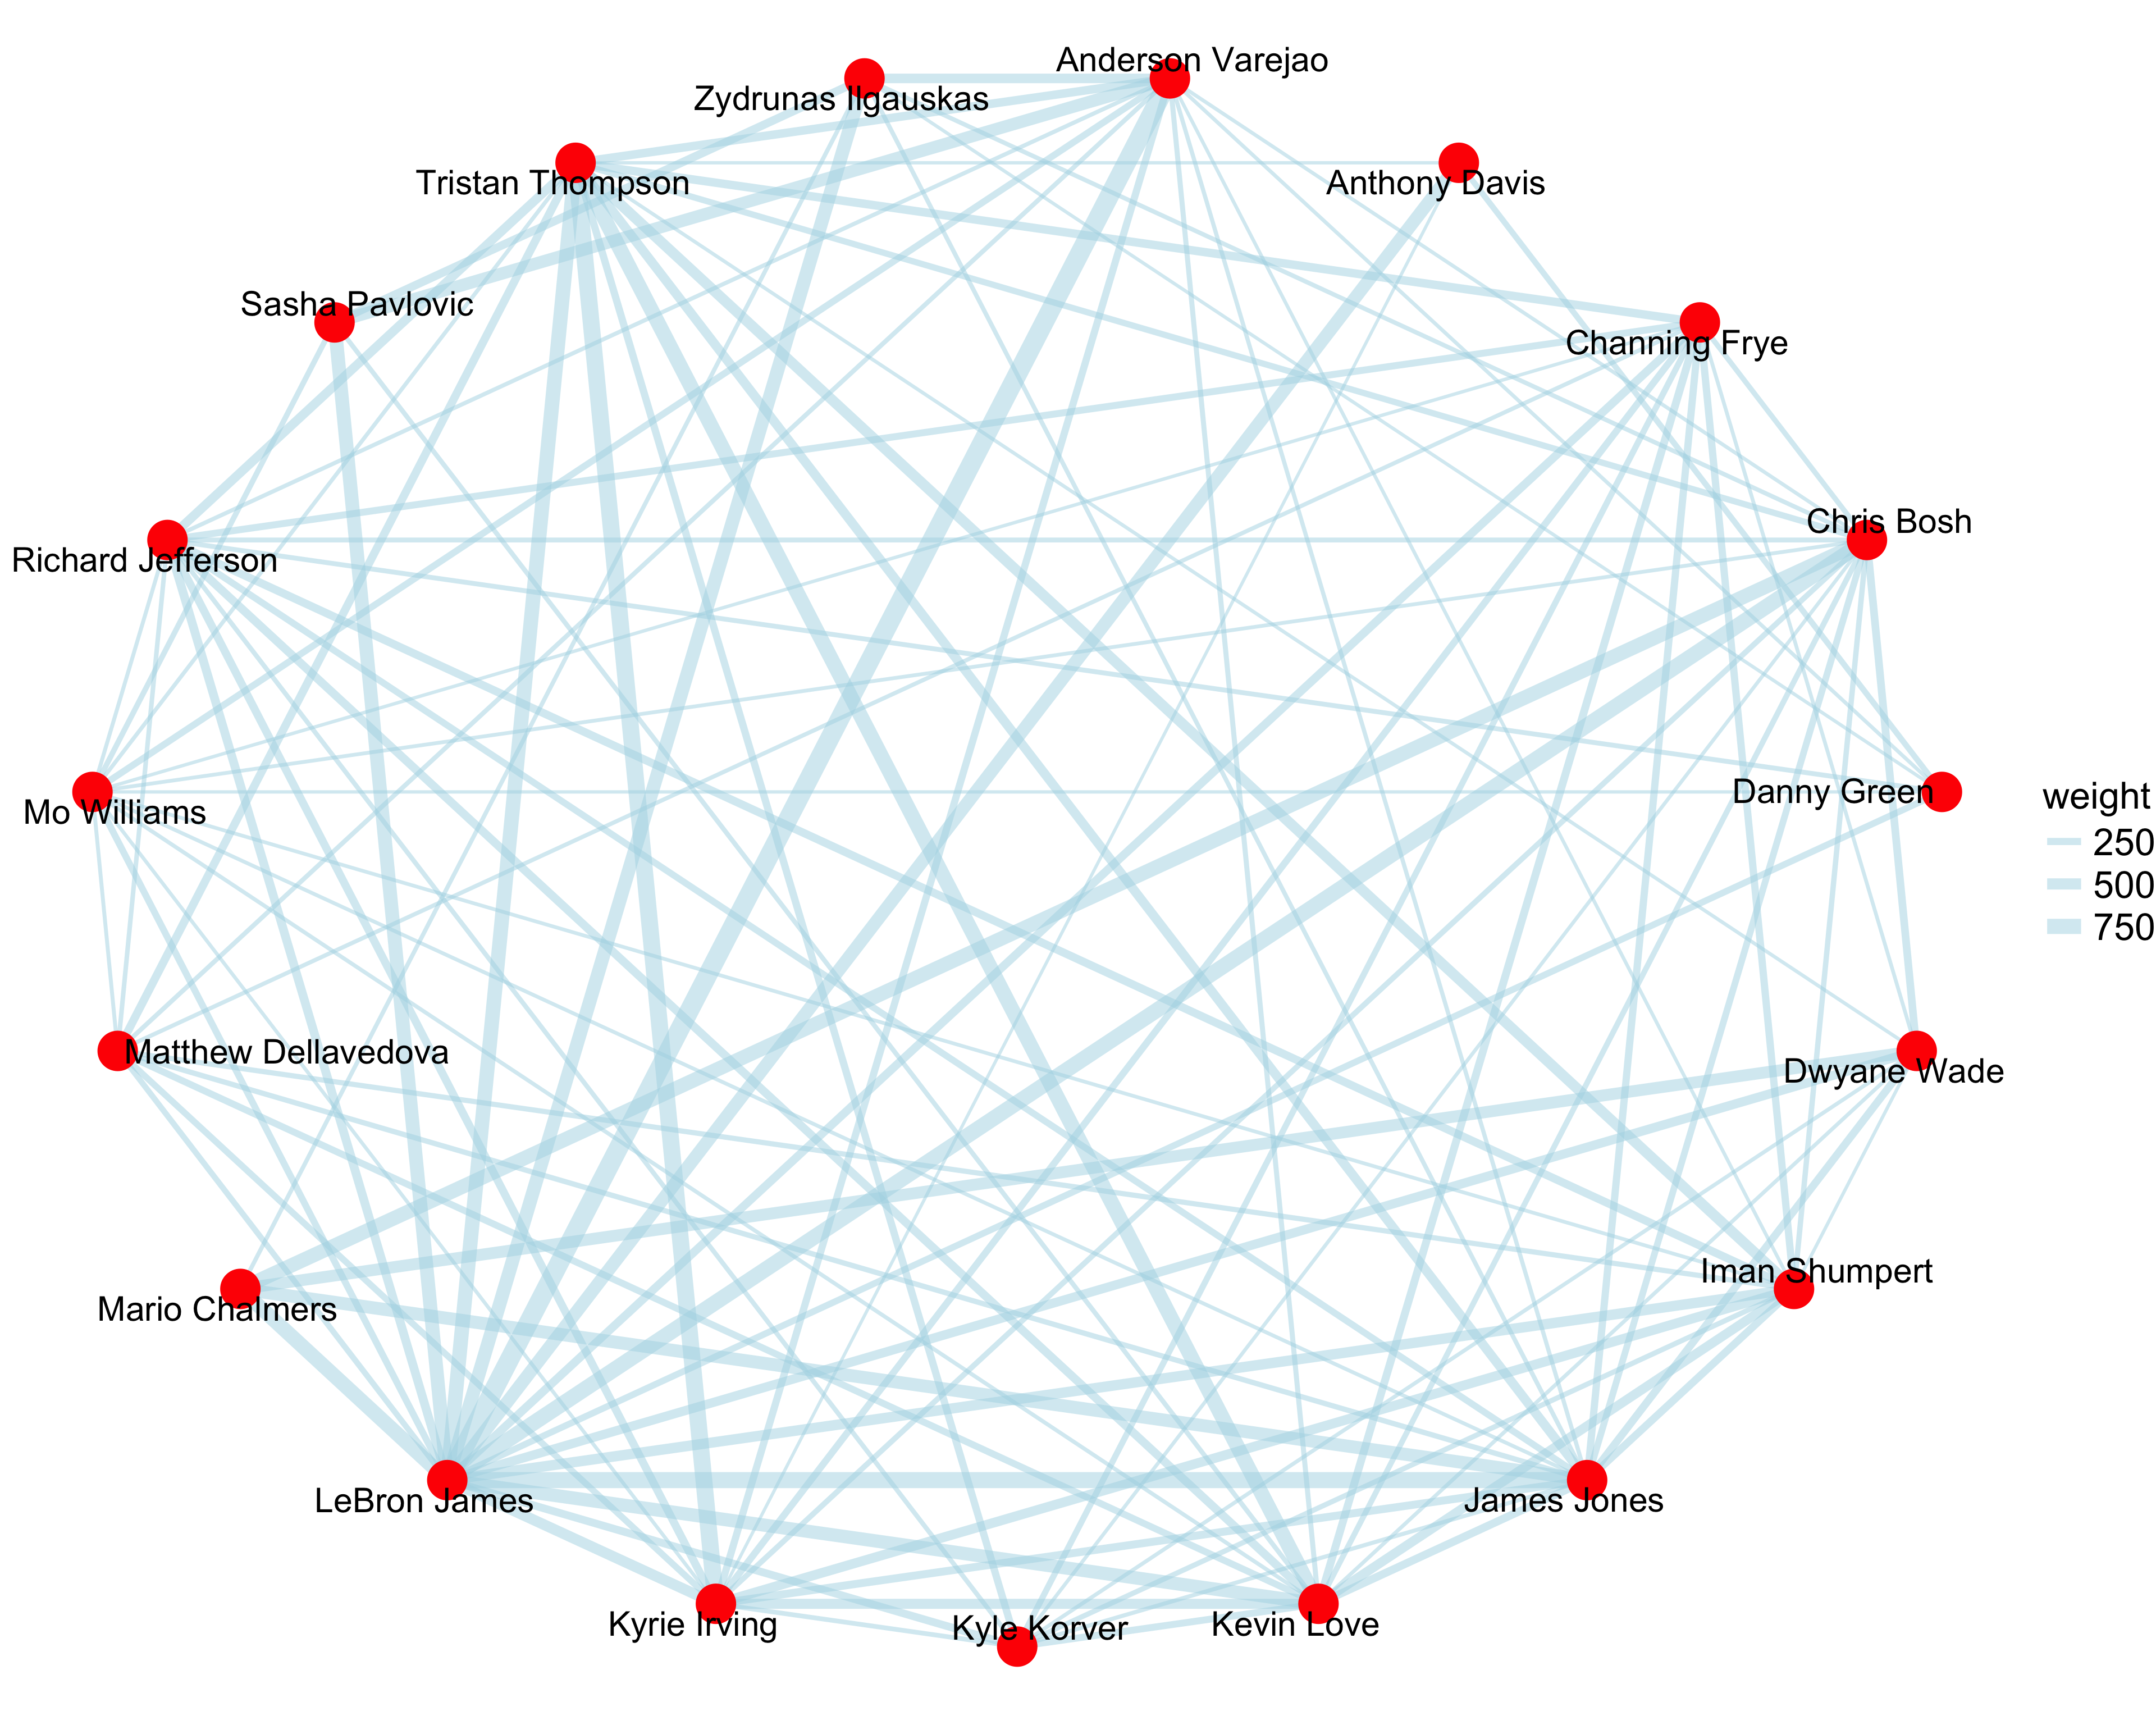 Anderson Varejao
Zydrunas Ilgauskas
Tristan Thompson
Anthony Davis
Sasha Pavlovic
Channing Frye
Chris Bosh
Richard Jefferson
Danny Green
weight
Mo Williams
250
500
750
Matthew Dellavedova
Dwyane Wade
Iman Shumpert
Mario Chalmers
LeBron James
James Jones
Kyrie Irving
Kyle Korver
Kevin Love